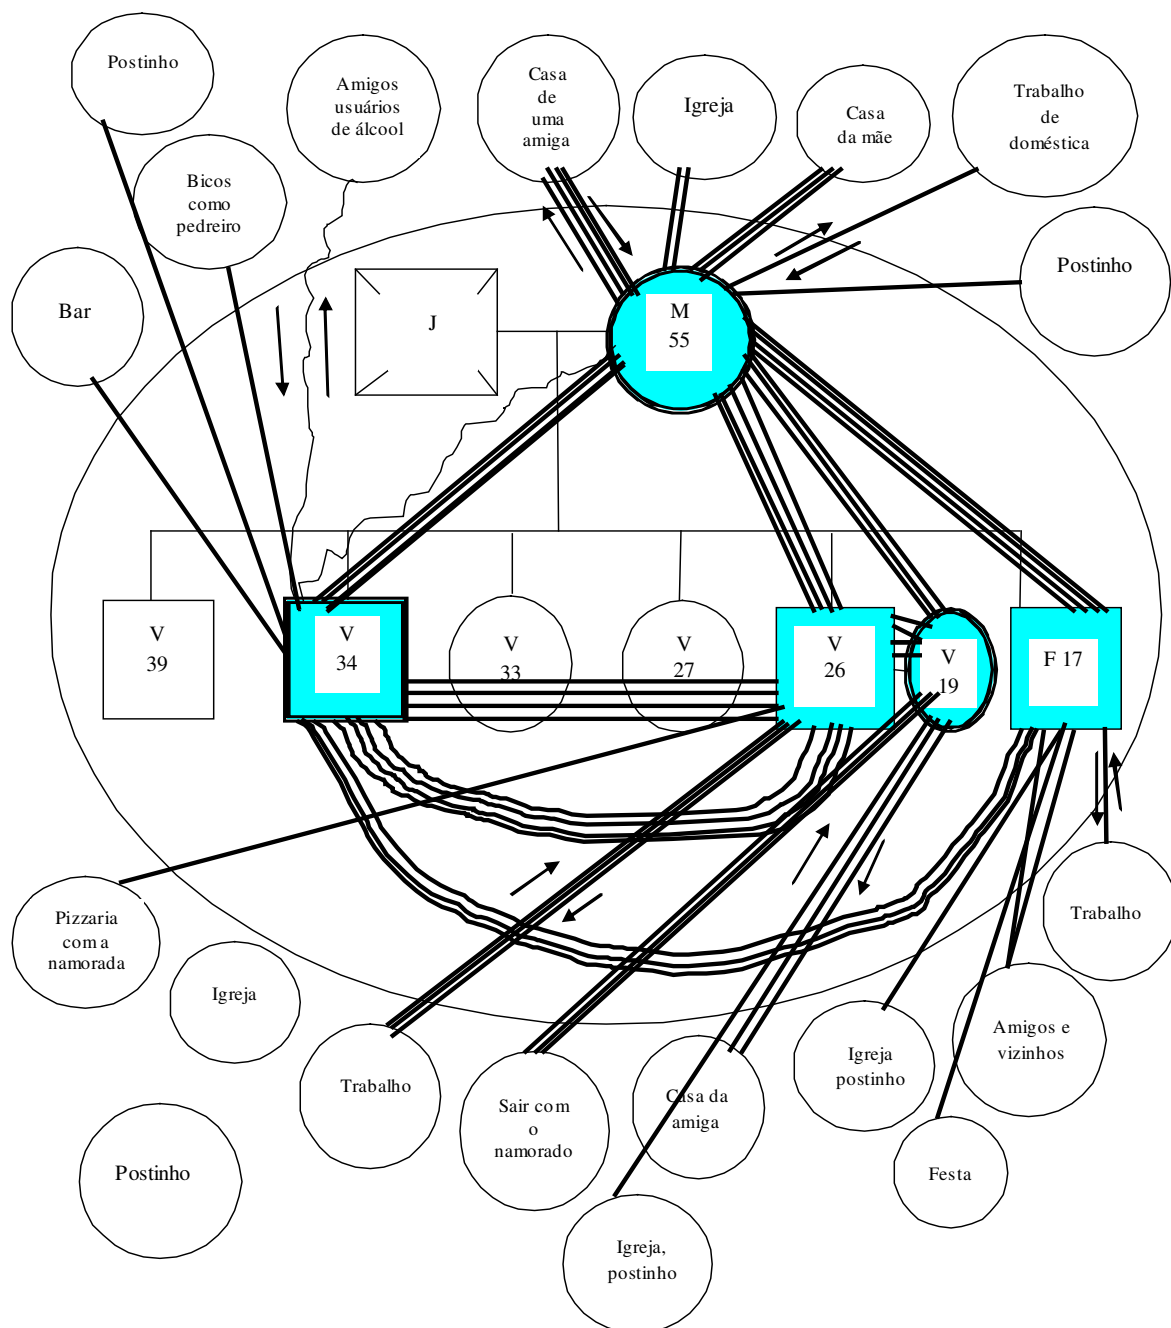 Postinho
Amigos
usuários
de álcool
Casa
de
uma
amiga
Igreja
Casa
da mãe
Trabalho
de
doméstica
Bicos
como
pedreiro
Postinho
Bar
J
M
55
V
39
V
34
V
33
V
27
V
26
V
19
F 17
Pizzaria
com a
namorada
Igreja
Trabalho
Sair com
o
namorado
Casa da
amiga
Igreja
postinho
Amigos e
vizinhos
Trabalho
Postinho
Festa
Igreja,
postinho